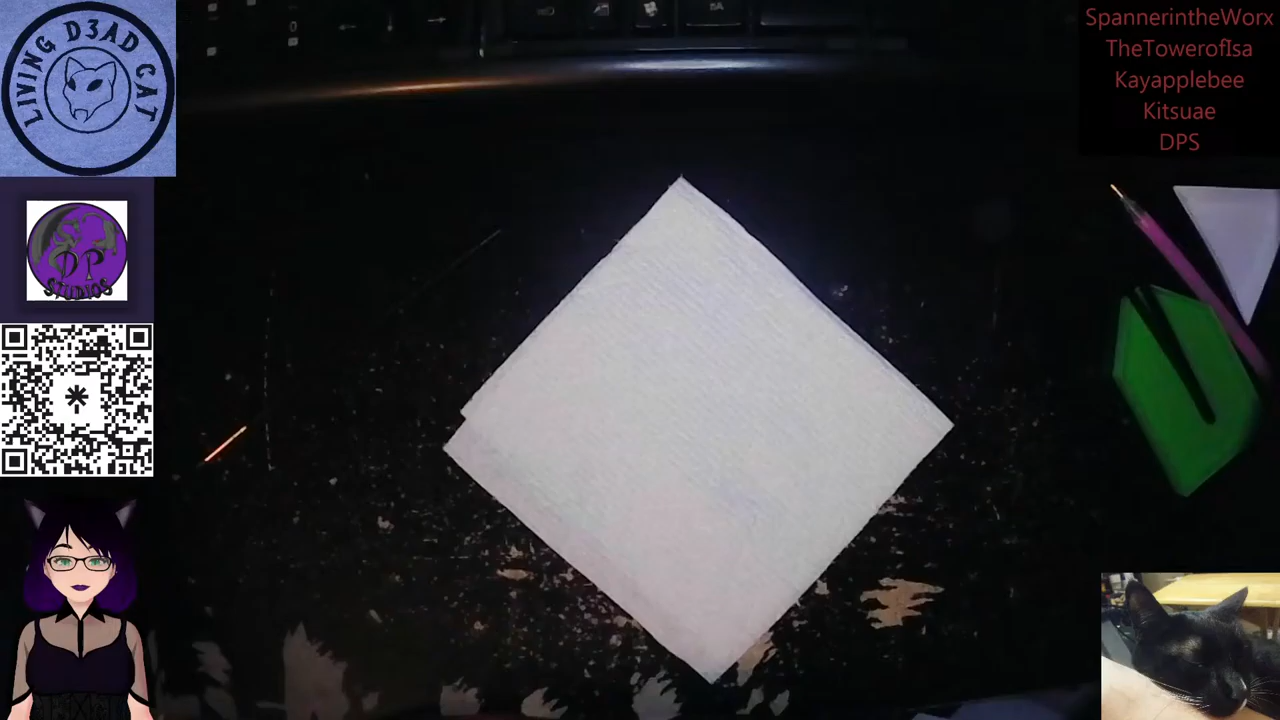 LIVING D3AD CAT
DP
STUDIOS
SpannerintheWorx
TheTowerofIsa
Kayapplebee
Kitsuae
DPS